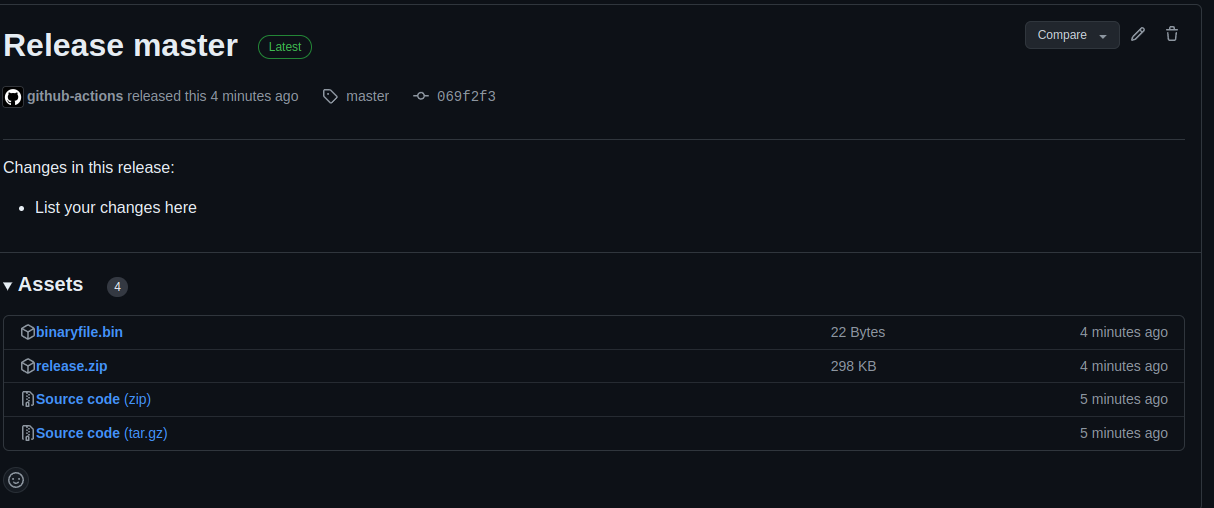 Release master Latest Compare
github-actions released this 4 minutes ago master 069f2f3
Changes in this release:
List your changes here
Assets 4
binaryfile.bin 22 Bytes 4 minutes ago
release.zip 298 KB 4 minutes ago
Source code (zip) 5 minutes ago
Source code (tar.gz) 5 minutes ago